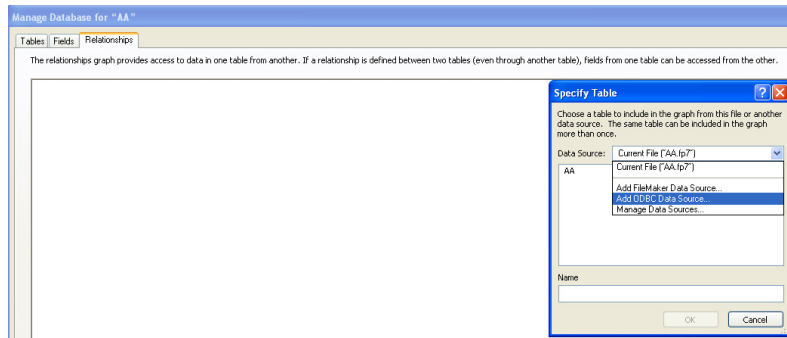 Manage Database for "AA"
Tables Fields Relationships
The relationships graph provides access to data in one table from another. If a relationship is defined between two tables (even through another table), fields from one table can be accessed from the other.
Specify Table
Choose a table to include in the graph from this file or another
data source. The same table can be included in the graph
more than once.
Data Source: Current File ("AA.fp7")
Current File ("AA.fp7")
AA
Add FileMaker Data Source...
Add ODBC Data Source...
Manage Data Sources...
Name
OK Cancel